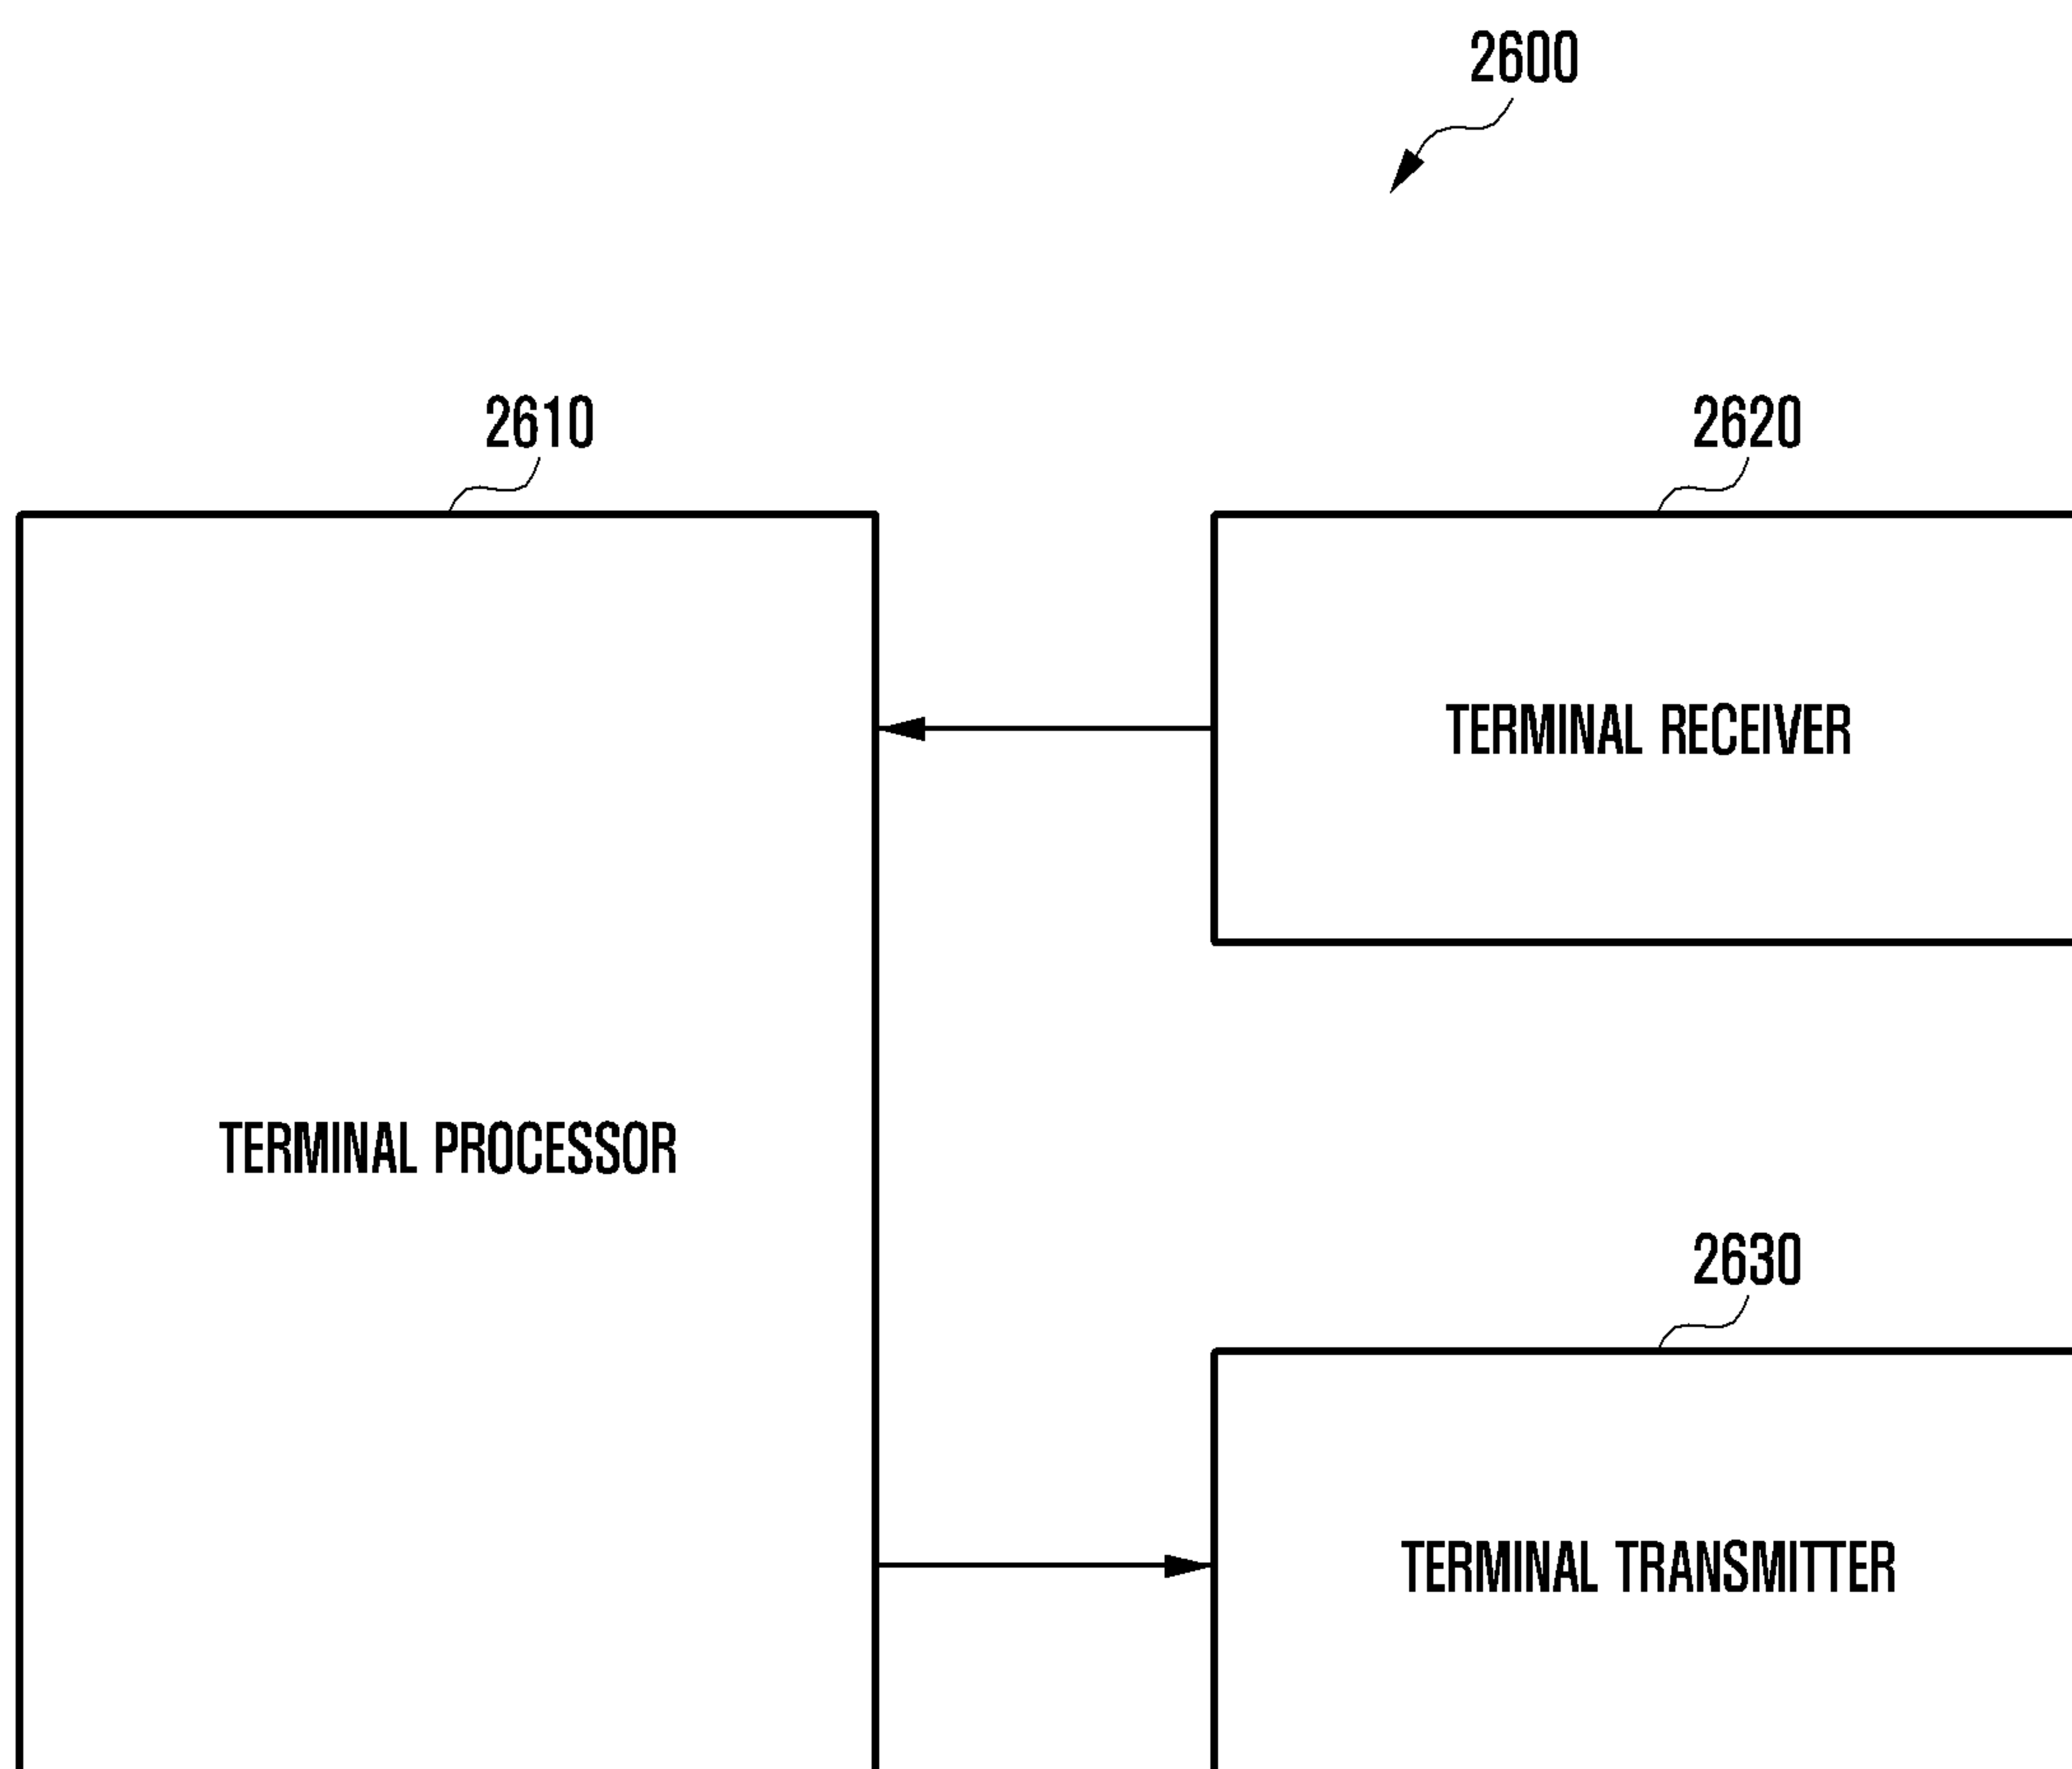 2600
2610
2620
TERMINAL RECEIVER
TERMINAL PROCESSOR
2630
TERMINAL TRANSMITTER